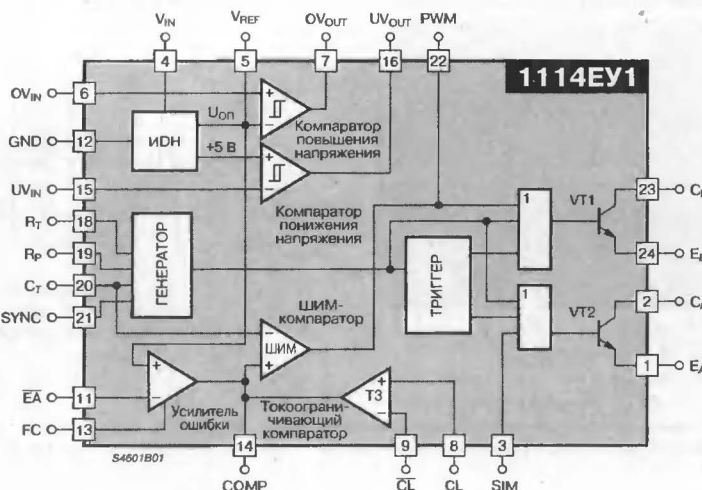 V_IN V_REF OV_OUT UV_OUT PWM
4 5 7 16 22
1114ЕУ1
OV_IN 6
GND 12
UV_IN 15
R_T 18
R_P 19
C_T 20
SYNC 21
EA 11
FC 13
ИОН
U_ОП
+5 В
Компаратор
повышения
напряжения
Компаратор
понижения
напряжения
ГЕНЕРАТОР
ТРИГГЕР
ШИМ-
компаратор
ШИМ
Усилитель
ошибки
Токоограни-
чивающий
компаратор
T3
1
1
VT1
VT2
23
24
2
1
14 9 8 3
COMP CL CL SIM
S4601B01